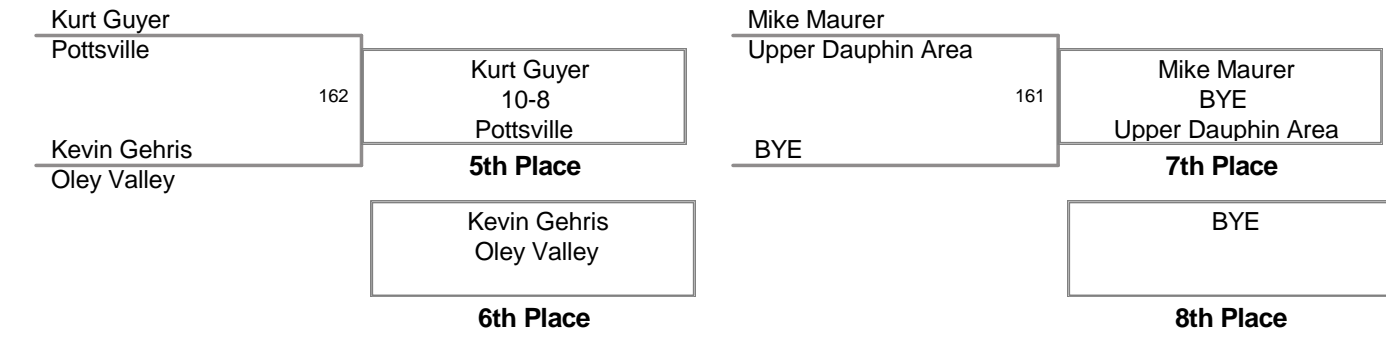 Kurt Guyer
Pottsville
162
Kurt Guyer
10-8
Pottsville
Kevin Gehris
Oley Valley
5th Place
Kevin Gehris
Oley Valley
6th Place
Mike Maurer
Upper Dauphin Area
161
Mike Maurer
BYE
Upper Dauphin Area
BYE
7th Place
BYE
8th Place